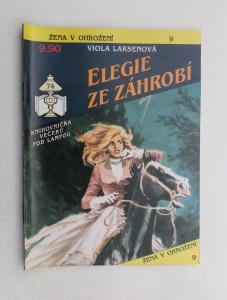 ŽENA V OHROŽENÍ 9
9.90 VIOLA LARSENOVÁ
ELEGIE
ZE ZÁHROBÍ
74
KNIHOVNIČKA
VEČERŮ
POD LAMPOU
ŽENA V OHROŽENÍ
9